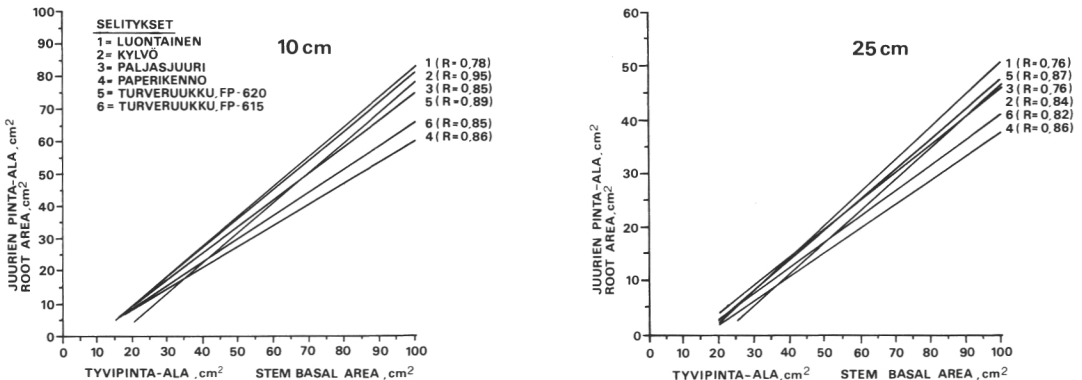 SELITYKSET
1= LUONTAINEN
2= KYLVÖ
3= PALJASJUURI
4= PAPERIKENNO
5= TURVERUUKKU, FP-620
6= TURVERUUKKU, FP-615
10 cm
100
90
80
70
60
50
40
30
20
10
0
JUURIEN PINTA-ALA, cm²
ROOT AREA, cm²
1 (R=0,78)
2 (R=0,95)
3 (R=0,85)
5 (R=0,89)
6 (R=0,85)
4 (R=0,86)
0 10 20 30 40 50 60 70 80 90 100
TYVIPINTA-ALA, cm² STEM BASAL AREA, cm²
25 cm
60
50
40
30
20
10
5
0
JUURIEN PINTA-ALA, cm²
ROOT AREA, cm²
1 (R=0,76)
5 (R=0,87)
3 (R=0,76)
2 (R=0,84)
6 (R=0,82)
4 (R=0,86)
0 10 20 30 40 50 60 70 80 90 100
TYVIPINTA-ALA, cm² STEM BASAL AREA, cm²